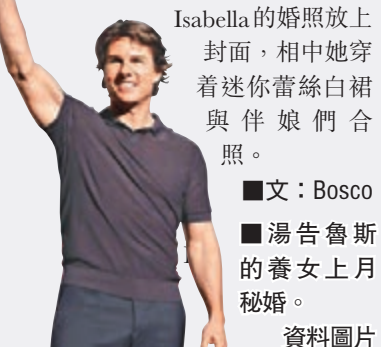 Isabella的婚照放上
封面，相中她穿
着迷你蕾絲白裙
與伴娘們合
照。
■文：Bosco
■湯告魯斯
的養女上月
秘婚。
資料圖片